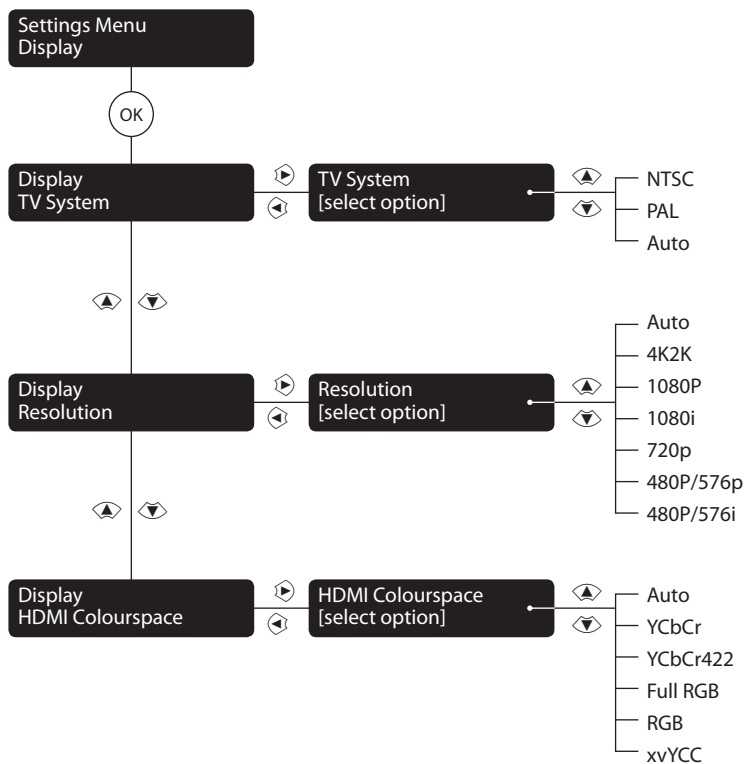 Settings Menu
Display
OK
Display
TV System
TV System
[select option]
NTSC
PAL
Auto
Display
Resolution
Resolution
[select option]
Auto
4K2K
1080P
1080i
720p
480P/576p
480P/576i
Display
HDMI Colourspace
HDMI Colourspace
[select option]
Auto
YCbCr
YCbCr422
Full RGB
RGB
xvYCC